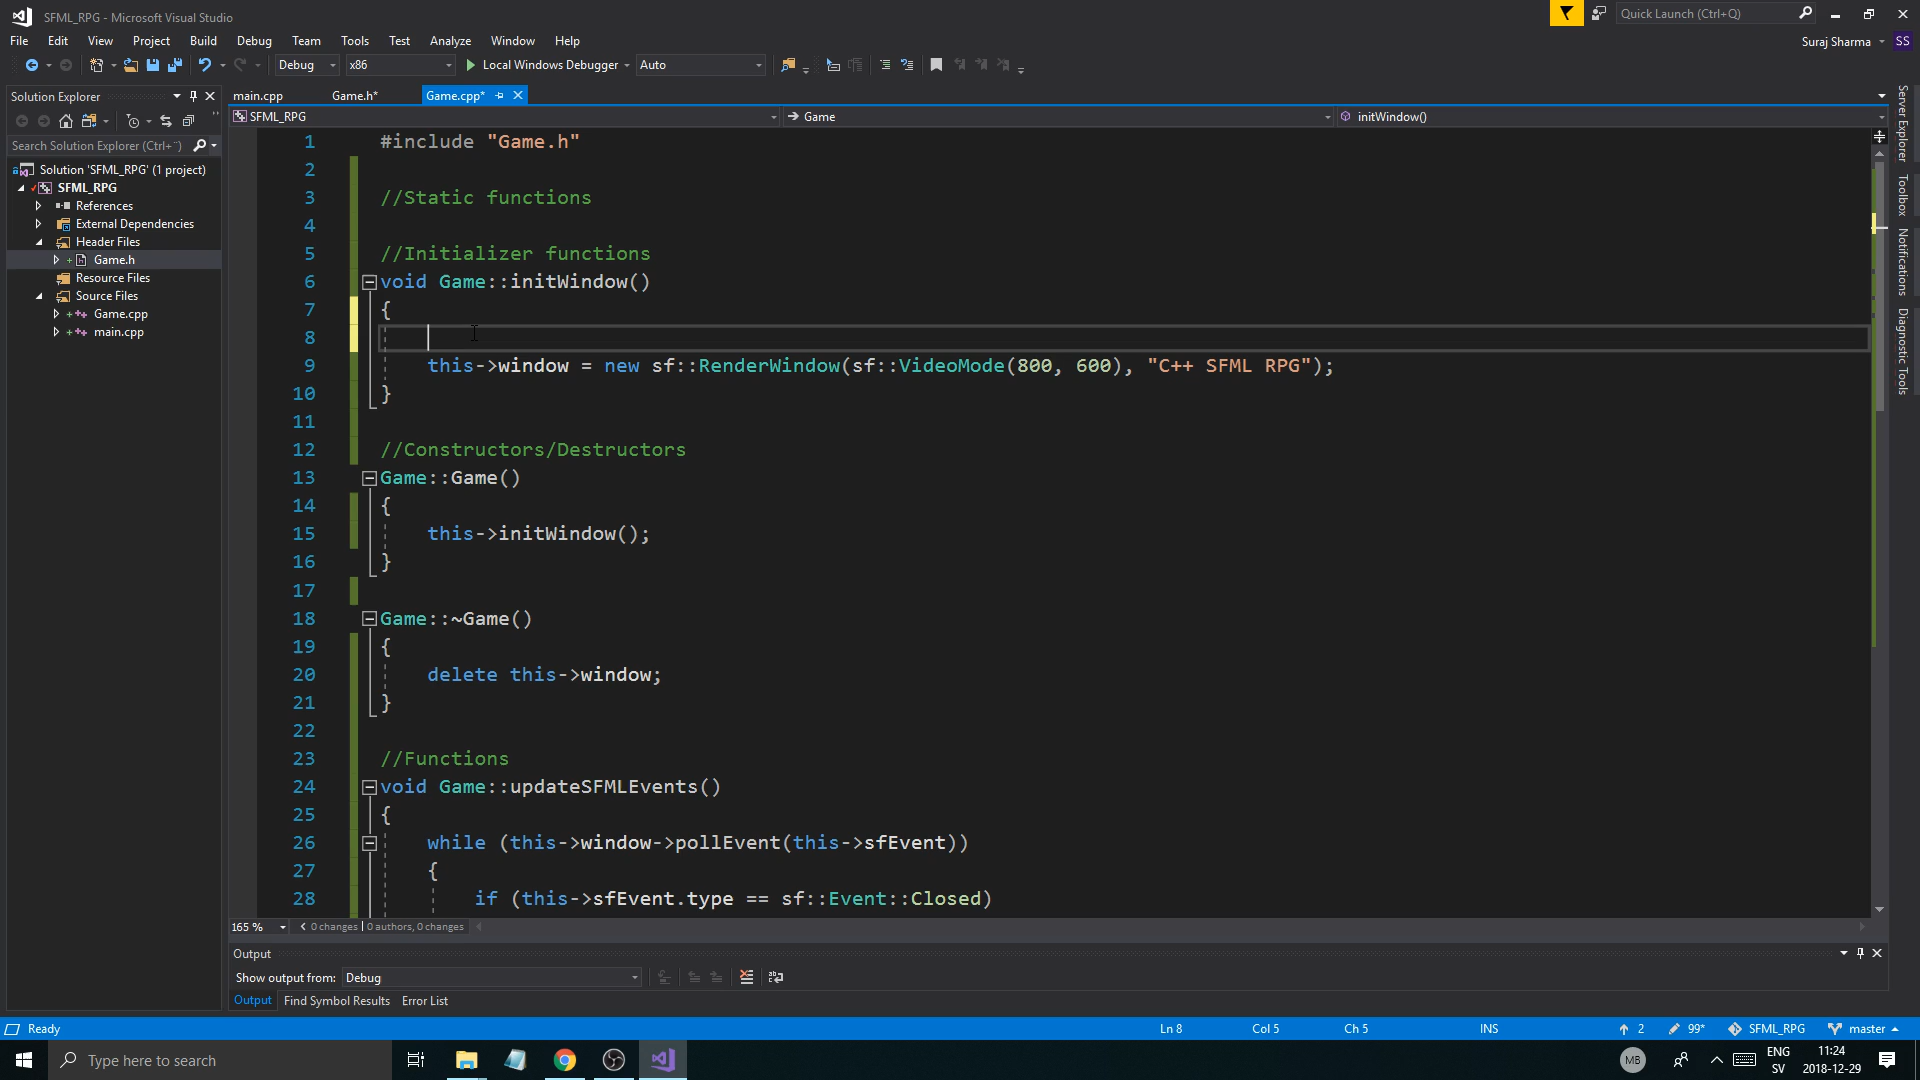 SFML_RPG - Microsoft Visual Studio
Quick Launch (Ctrl+Q)
File Edit View Project Build Debug Team Tools Test Analyze Window Help
Suraj Sharma SS
Debug x86 Local Windows Debugger Auto
Solution Explorer
main.cpp Game.h* Game.cpp*
SFML_RPG Game initWindow()
Search Solution Explorer (Ctrl+¨)
Solution 'SFML_RPG' (1 project)
SFML_RPG
References
External Dependencies
Header Files
Game.h
Resource Files
Source Files
Game.cpp
main.cpp
1 #include "Game.h"
2
3 //Static functions
4
5 //Initializer functions
6 void Game::initWindow()
7 {
8
9 this->window = new sf::RenderWindow(sf::VideoMode(800, 600), "C++ SFML RPG");
10 }
11
12 //Constructors/Destructors
13 Game::Game()
14 {
15 this->initWindow();
16 }
17
18 Game::~Game()
19 {
20 delete this->window;
21 }
22
23 //Functions
24 void Game::updateSFMLEvents()
25 {
26 while (this->window->pollEvent(this->sfEvent))
27 {
28 if (this->sfEvent.type == sf::Event::Closed)
Server Explorer
Toolbox
Notifications
Diagnostic Tools
165 % 0 changes | 0 authors, 0 changes
Output
Show output from: Debug
Output Find Symbol Results Error List
Ready Ln 8 Col 5 Ch 5 INS 2 99* SFML_RPG master
Type here to search
MB
ENG
SV
11:24
2018-12-29